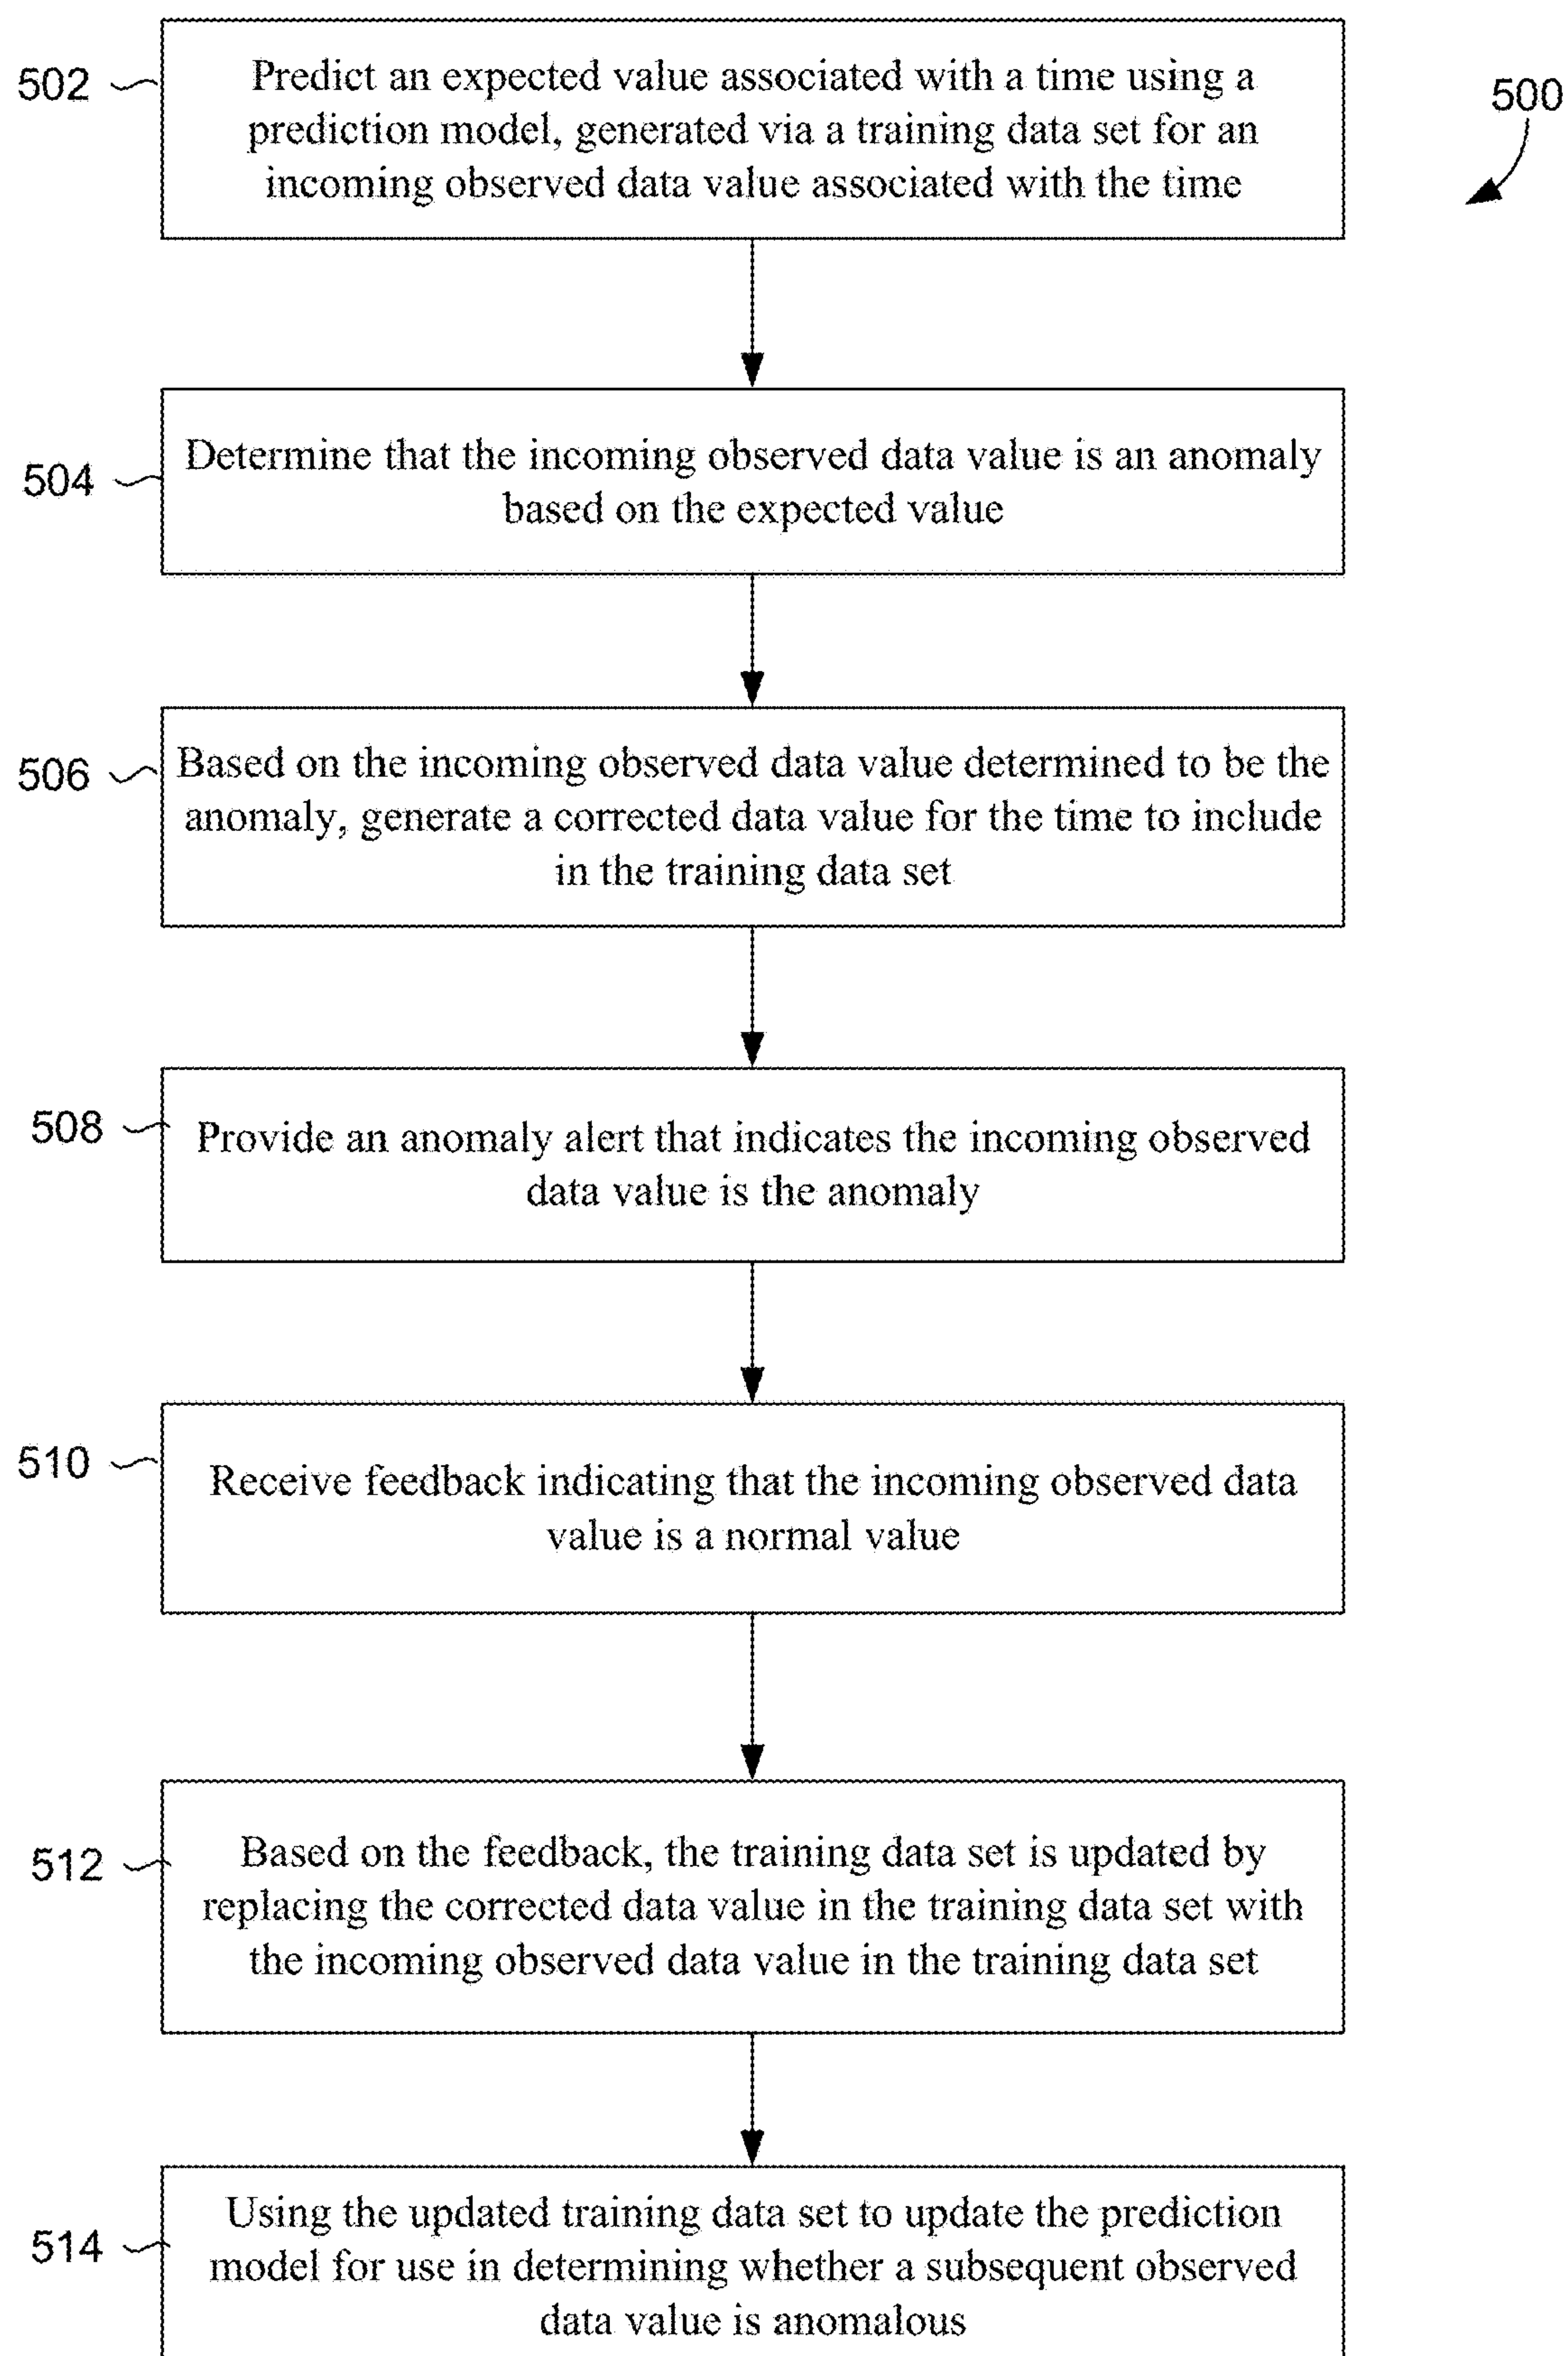 502
Predict an expected value associated with a time using a
prediction model, generated via a training data set for an
incoming observed data value associated with the time
500
504
Determine that the incoming observed data value is an anomaly
based on the expected value
506
Based on the incoming observed data value determined to be the
anomaly, generate a corrected data value for the time to include
in the training data set
508
Provide an anomaly alert that indicates the incoming observed
data value is the anomaly
510
Receive feedback indicating that the incoming observed data
value is a normal value
512
Based on the feedback, the training data set is updated by
replacing the corrected data value in the training data set with
the incoming observed data value in the training data set
514
Using the updated training data set to update the prediction
model for use in determining whether a subsequent observed
data value is anomalous